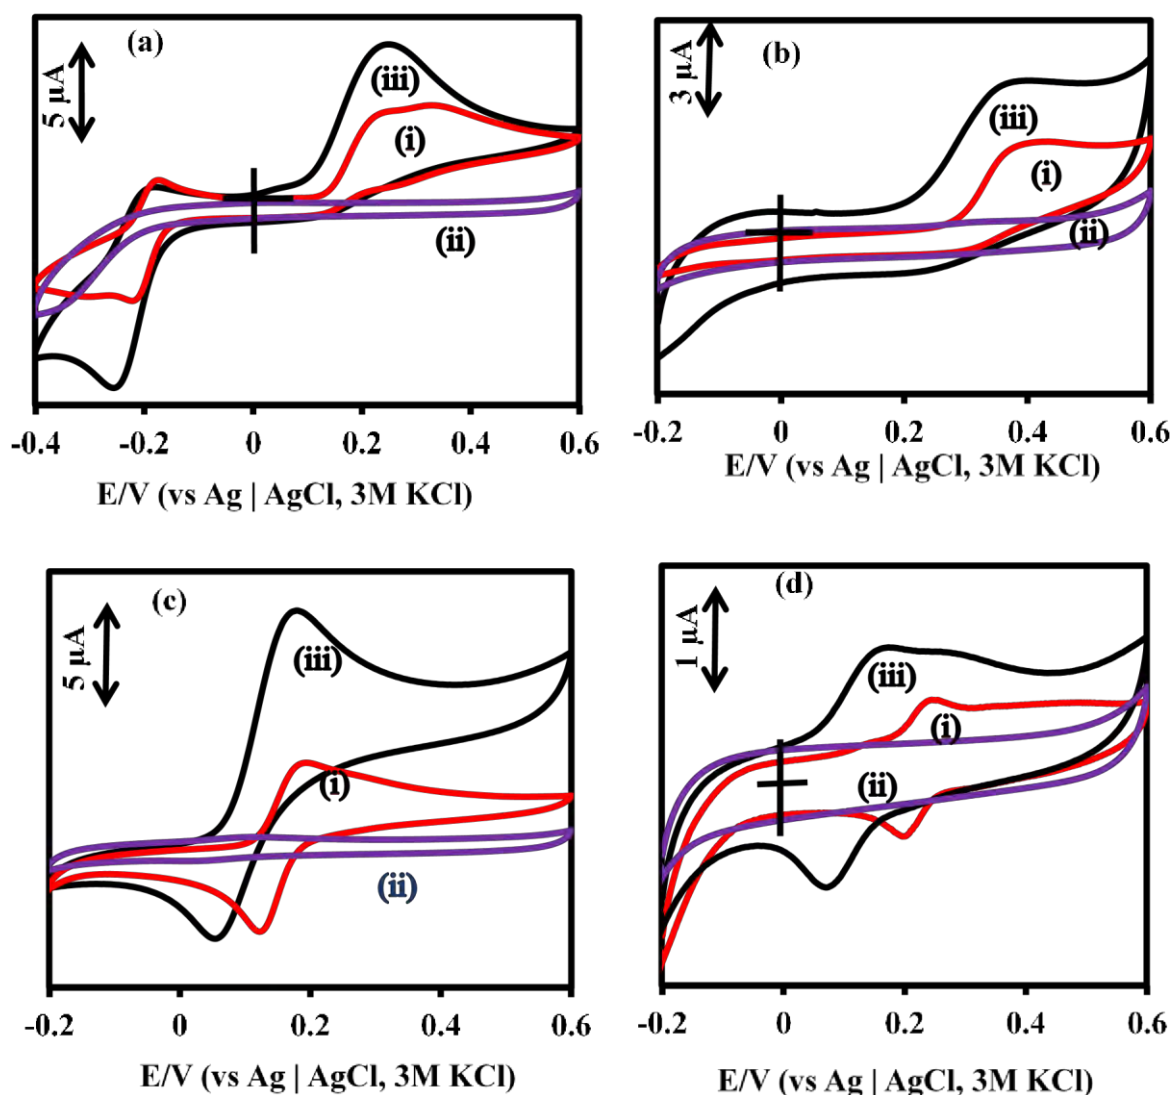 (a)
5 µA
(iii)
(i)
(ii)
-0.4 -0.2 0 0.2 0.4 0.6
E/V (vs Ag | AgCl, 3M KCl)
(b)
3 µA
(iii)
(i)
(ii)
-0.2 0 0.2 0.4 0.6
E/V (vs Ag | AgCl, 3M KCl)
(c)
5 µA
(iii)
(i)
(ii)
-0.2 0 0.2 0.4 0.6
E/V (vs Ag | AgCl, 3M KCl)
(d)
1 µA
(iii)
(i)
(ii)
-0.2 0 0.2 0.4 0.6
E/V (vs Ag | AgCl, 3M KCl)